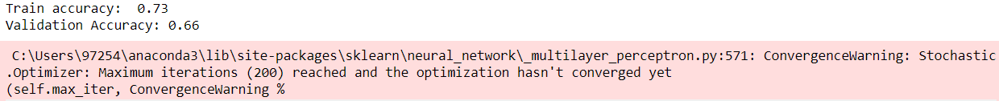 Train accuracy:  0.73
Validation Accuracy: 0.66
C:\Users\97254\anaconda3\lib\site-packages\sklearn\neural_network\_multilayer_perceptron.py:571: ConvergenceWarning: Stochastic
.Optimizer: Maximum iterations (200) reached and the optimization hasn't converged yet
(self.max_iter, ConvergenceWarning %